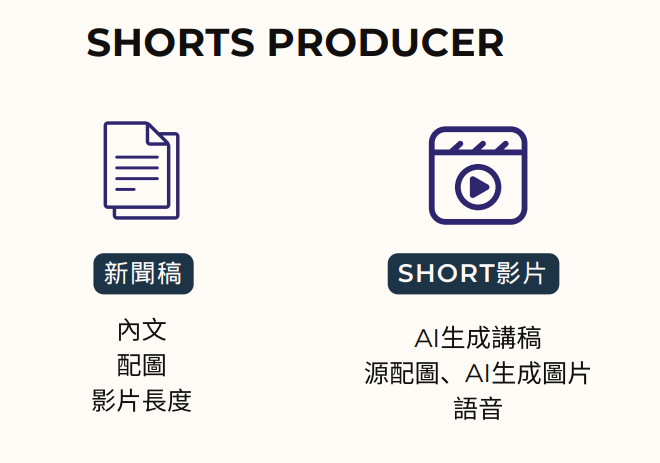 SHORTS PRODUCER
新聞稿
內文
配圖
影片長度
SHORT影片
AI生成講稿
源配圖、AI生成圖片
語音